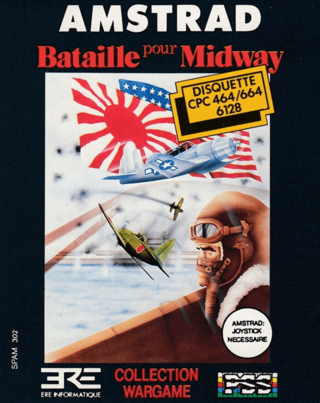 AMSTRAD
Bataille pour Midway
DISQUETTE
CPC 464/664
6128
AMSTRAD:
JOYSTICK
NECESSAIRE
SPAM 302
ERE
ERE INFORMATIQUE
COLLECTION
WARGAME
PSS